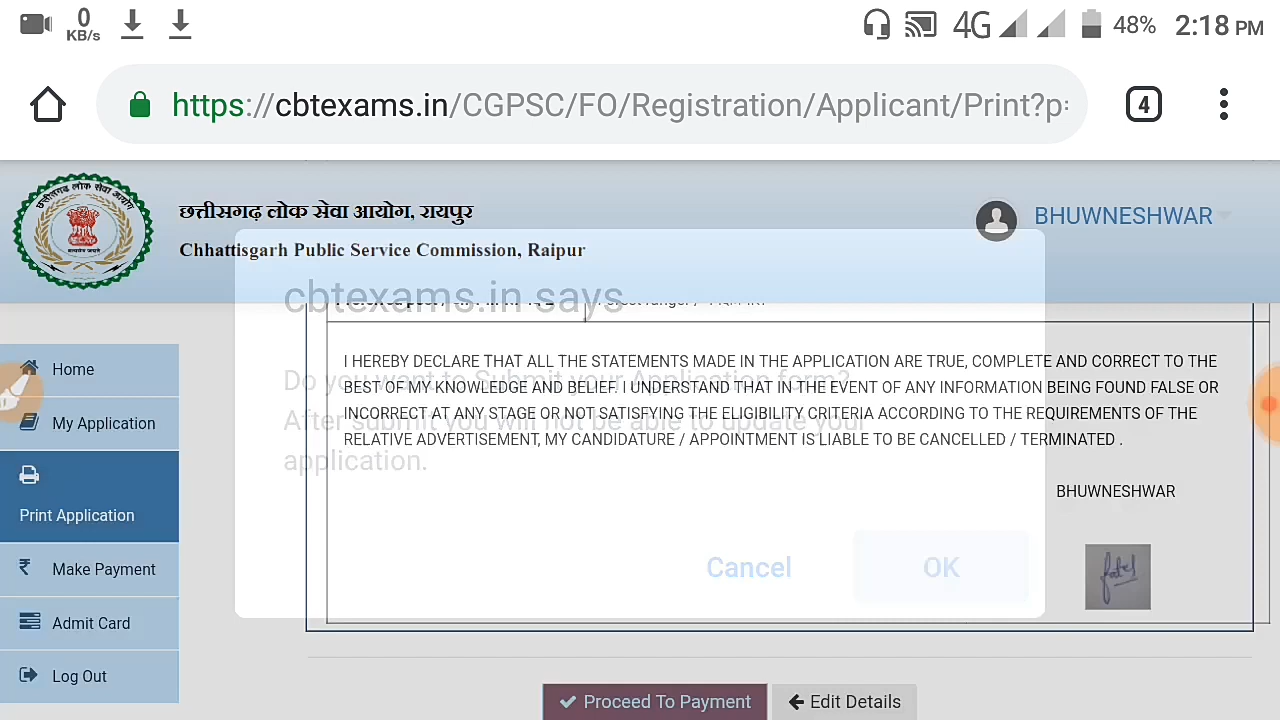 0
KB/s
4G
48%
2:18 PM
https://cbtexams.in/CGPSC/FO/Registration/Applicant/Print?p
4
छत्तीसगढ़ लोक सेवा आयोग, रायपुर
Chhattisgarh Public Service Commission, Raipur
BHUWNESHWAR
cbtexams.in says
Do you want to Submit your Application form?
After submit you will not be able to update your
application.
Cancel
OK
Home
My Application
Print Application
Make Payment
Admit Card
Log Out
I HEREBY DECLARE THAT ALL THE STATEMENTS MADE IN THE APPLICATION ARE TRUE, COMPLETE AND CORRECT TO THE
BEST OF MY KNOWLEDGE AND BELIEF. I UNDERSTAND THAT IN THE EVENT OF ANY INFORMATION BEING FOUND FALSE OR
INCORRECT AT ANY STAGE OR NOT SATISFYING THE ELIGIBILITY CRITERIA ACCORDING TO THE REQUIREMENTS OF THE
RELATIVE ADVERTISEMENT, MY CANDIDATURE / APPOINTMENT IS LIABLE TO BE CANCELLED / TERMINATED .
BHUWNESHWAR
Proceed To Payment
Edit Details